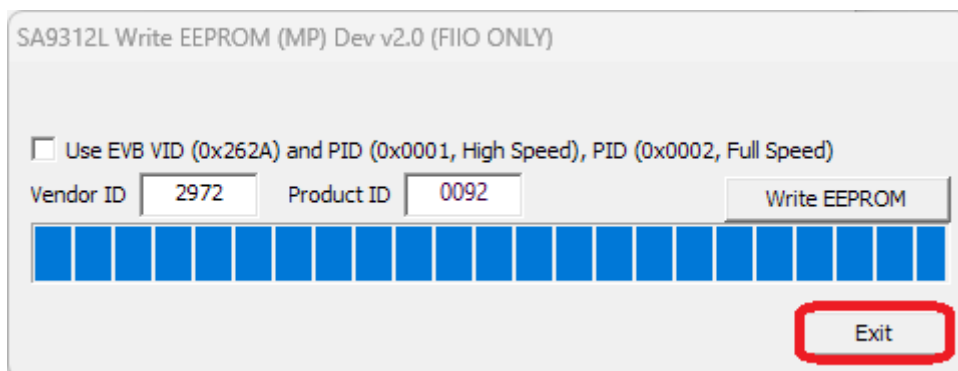 SA9312L Write EEPROM (MP) Dev v2.0 (FIIO ONLY)
Use EVB VID (0x262A) and PID (0x0001, High Speed), PID (0x0002, Full Speed)
Vendor ID 2972 Product ID 0092 Write EEPROM
Exit